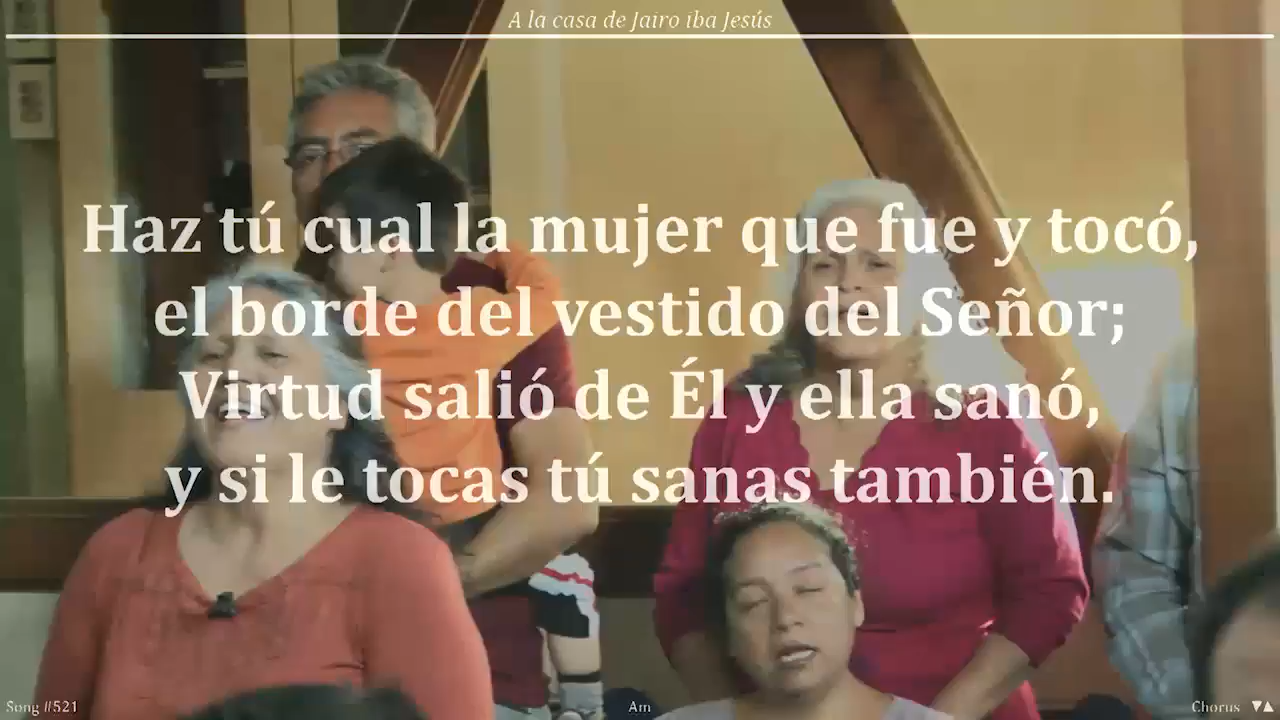 A la casa de Jairo iba Jesús
Haz tú cual la mujer que fue y tocó,
el borde del vestido del Señor;
Virtud salió de Él y ella sanó,
y si le tocas tú sanas también.
Song #521
Am
Chorus ▼▲